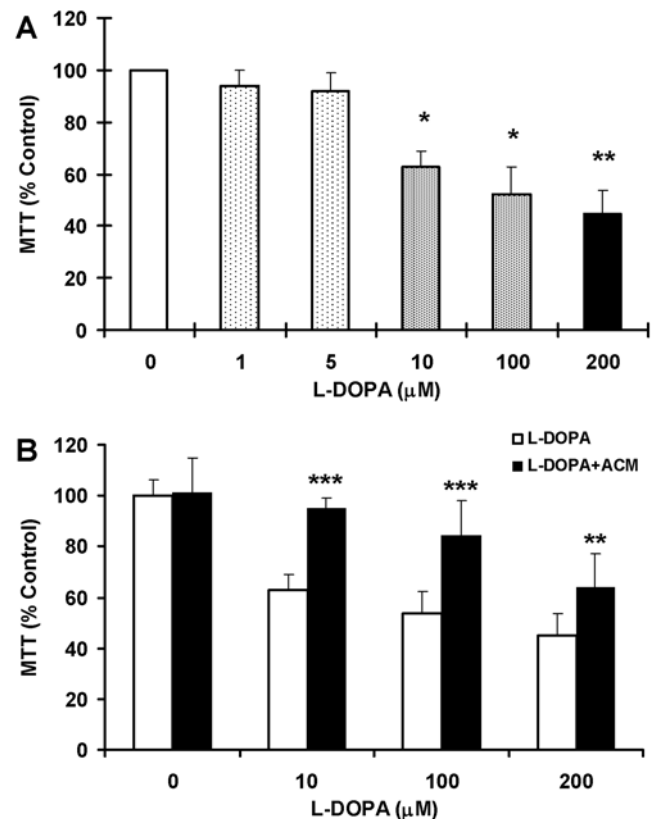 A
120
100
80
60
40
20
0
MTT (% Control)
* * **
0 1 5 10 100 200
L-DOPA (μM)
B
L-DOPA
L-DOPA+ACM
120
100
80
60
40
20
0
MTT (% Control)
*** *** **
0 10 100 200
L-DOPA (μM)